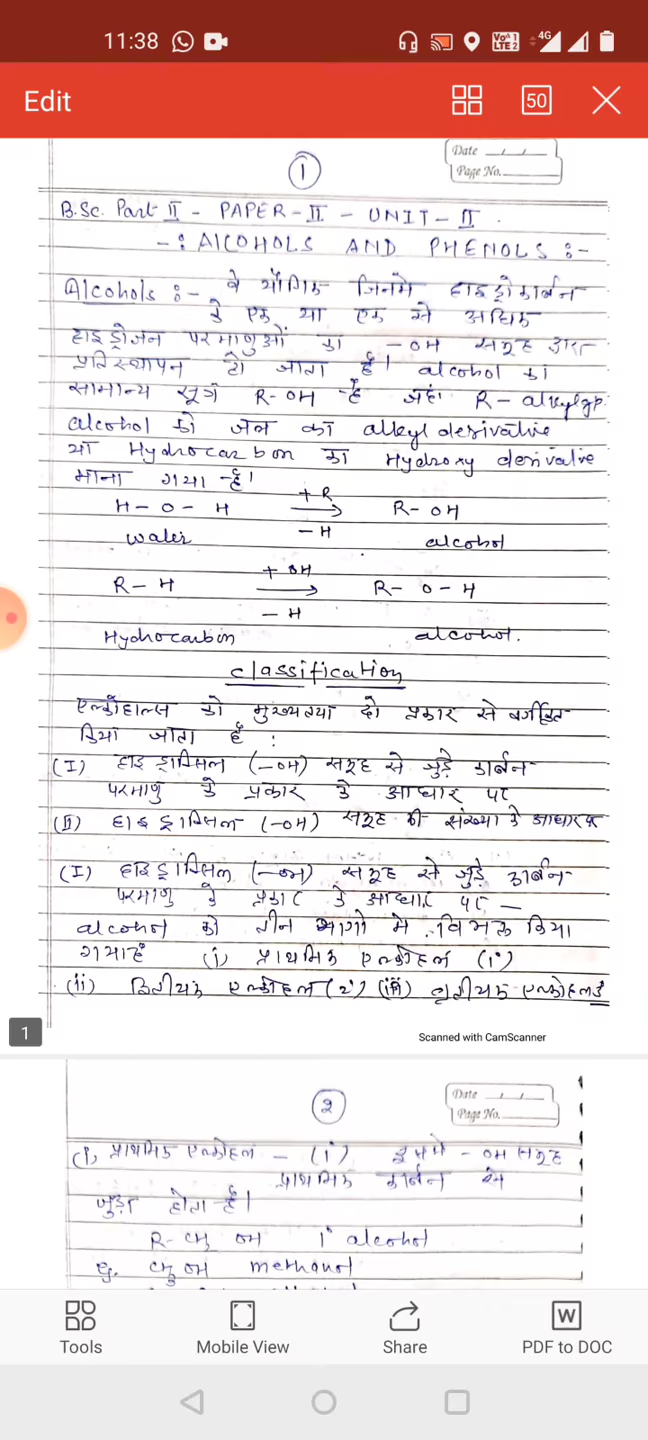 11:38
Vo) 1 LTE 2 4G
Edit
50
1
Date
Page No.
B.Sc. Part II - PAPER-II - UNIT-II.
-: AlCOHOLS AND PHENOLS :-
Alcohols :- वे यौगिक जिनमे हाइड्रोकार्बन
के एक या एक से अधिक
हाइड्रोजन परमाणुओं का -OH समूह द्वारा
प्रतिस्थापन हो जाता है। alcohol का
सामान्य सूत्र R-OH है जहां R-alkylgp.
alcohol को जल का alkyl derivative
या Hydrocarbon का Hydroxy derivative
माना गया है।
H-O-H +R -H → R-OH
water alcohol
R-H +OH -H → R-O-H
Hydrocarbon alcohol.
classification
एल्कोहाल्स को मुख्यतया दो प्रकार से वर्गीकृत
किया जाता है :
(I) हाइड्राक्सिल (-OH) समूह से जुड़े कार्बन
परमाणु के प्रकार के आधार पर
(II) हाइड्राक्सिल (-OH) समूह की संख्या के आधार पर
(I) हाइड्राक्सिल (-OH) समूह से जुड़े कार्बन
परमाणु के प्रकार के आधार पर -
alcohol को तीन भागो मे विभक्त किया
गया है (i) प्राथमिक एल्कोहल (1°)
(ii) द्वितीयक एल्कोहल (2°) (iii) तृतीयक एल्कोहल
1
Scanned with CamScanner
2
Date
Page No.
(i) प्राथमिक एल्कोहल - (1°) इसमे -OH समूह
प्राथमिक कार्बन से
जुड़ा होता है।
R-CH2 OH 1° alcohol
eg. CH3OH methanol
Tools Mobile View Share PDF to DOC
W